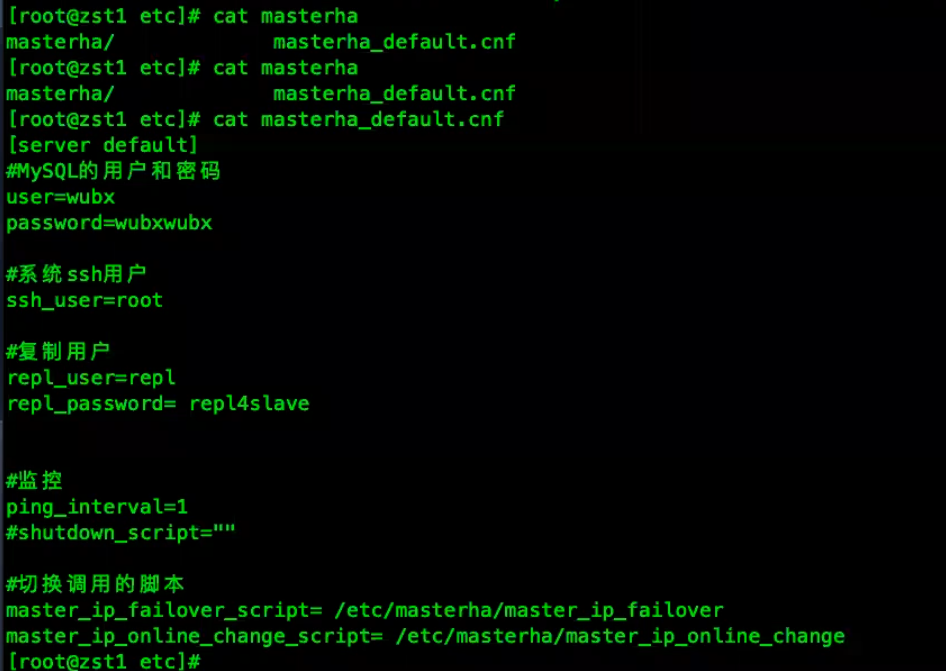 [root@zst1 etc]# cat masterha
masterha/             masterha_default.cnf
[root@zst1 etc]# cat masterha
masterha/             masterha_default.cnf
[root@zst1 etc]# cat masterha_default.cnf
[server default]
#MySQL的用户和密码
user=wubx
password=wubxwubx
#系统ssh用户
ssh_user=root
#复制用户
repl_user=repl
repl_password= repl4slave
#监控
ping_interval=1
#shutdown_script=""
#切换调用的脚本
master_ip_failover_script= /etc/masterha/master_ip_failover
master_ip_online_change_script= /etc/masterha/master_ip_online_change
[root@zst1 etc]#